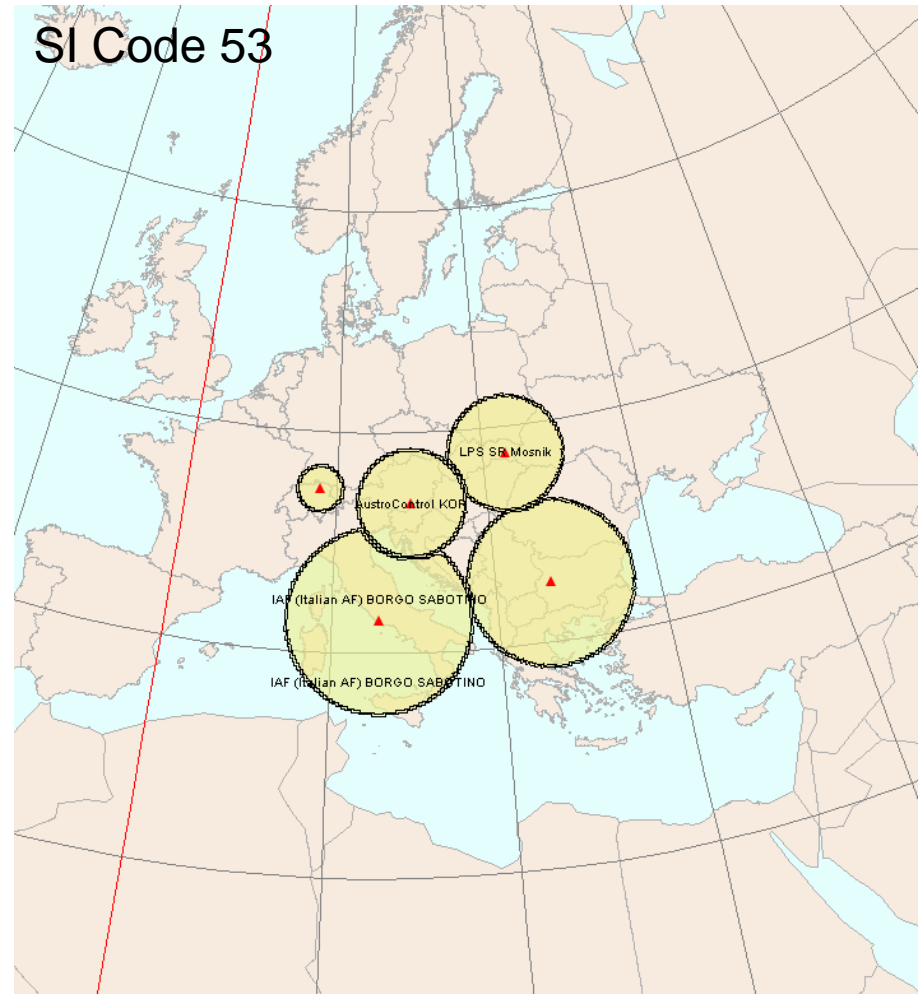 SI Code 53
LPS SR Mosnik
AustroControl KOR
IAF (Italian AF) BORGO SABOTINO
IAF (Italian AF) BORGO SABOTINO